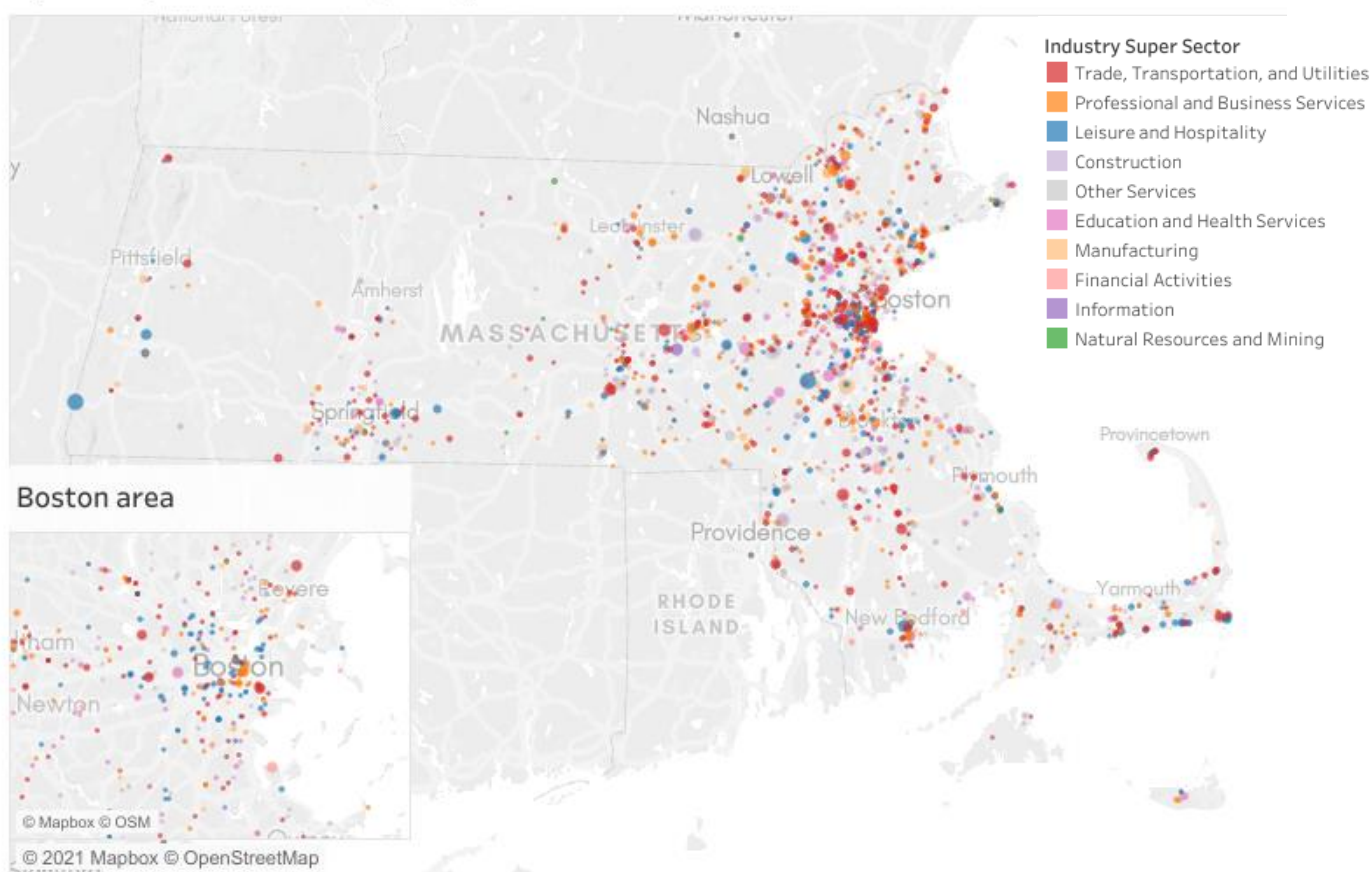 Nashua
Lowell
Leominster
Pittsfield
Amherst
MASSACHUSETTS
Boston
Springfield
Brockton
Provincetown
Plymouth
Providence
RHODE
ISLAND
New Bedford
Yarmouth
Industry Super Sector
Trade, Transportation, and Utilities
Professional and Business Services
Leisure and Hospitality
Construction
Other Services
Education and Health Services
Manufacturing
Financial Activities
Information
Natural Resources and Mining
Boston area
Revere
Boston
Newton
© Mapbox © OSM
© 2021 Mapbox © OpenStreetMap